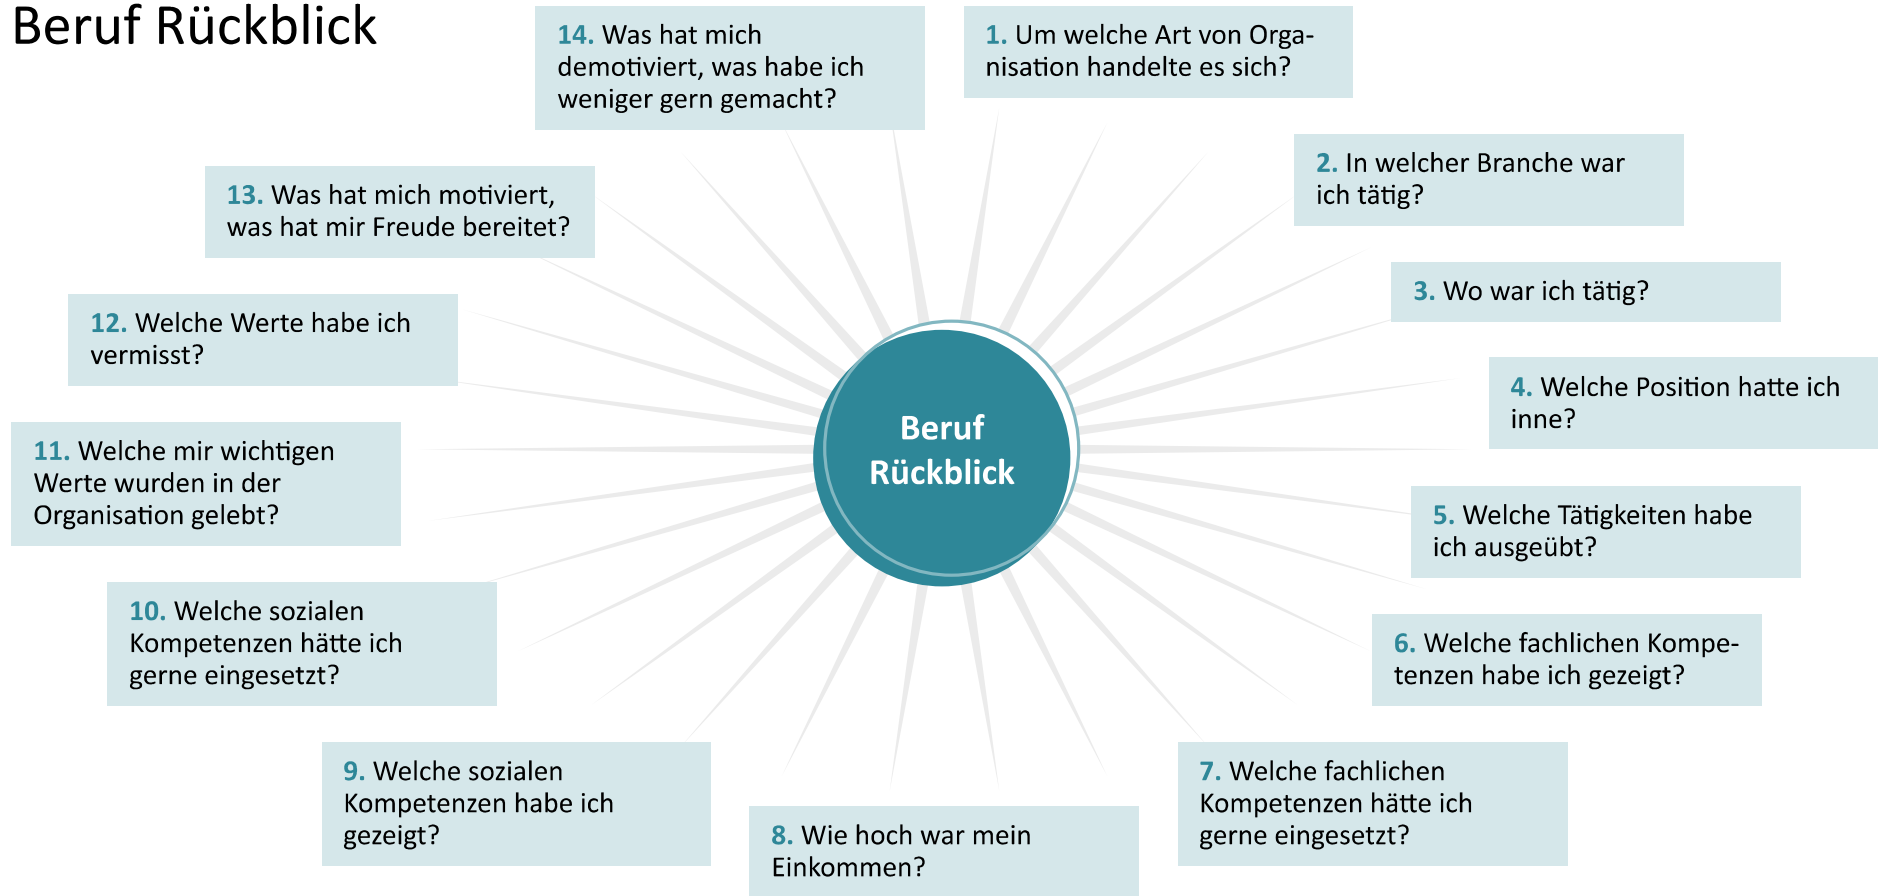 Beruf Rückblick
14. Was hat mich
demotiviert, was habe ich
weniger gern gemacht?
1. Um welche Art von Orga-
nisation handelte es sich?
2. In welcher Branche war
ich tätig?
3. Wo war ich tätig?
4. Welche Position hatte ich
inne?
5. Welche Tätigkeiten habe
ich ausgeübt?
6. Welche fachlichen Kompe-
tenzen habe ich gezeigt?
7. Welche fachlichen
Kompetenzen hätte ich
gerne eingesetzt?
8. Wie hoch war mein
Einkommen?
9. Welche sozialen
Kompetenzen habe ich
gezeigt?
10. Welche sozialen
Kompetenzen hätte ich
gerne eingesetzt?
11. Welche mir wichtigen
Werte wurden in der
Organisation gelebt?
12. Welche Werte habe ich
vermisst?
13. Was hat mich motiviert,
was hat mir Freude bereitet?
Beruf
Rückblick